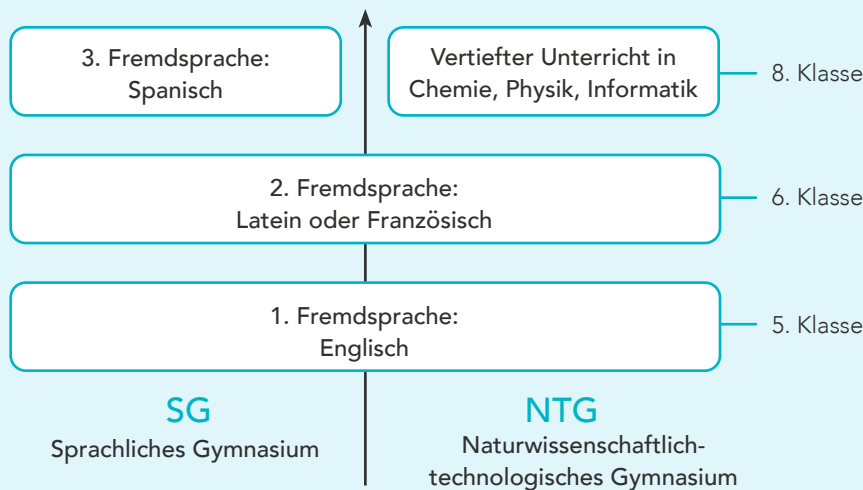 3. Fremdsprache:
Spanisch
Vertiefter Unterricht in
Chemie, Physik, Informatik
8. Klasse
2. Fremdsprache:
Latein oder Französisch
6. Klasse
1. Fremdsprache:
Englisch
5. Klasse
SG
Sprachliches Gymnasium
NTG
Naturwissenschaftlich-
technologisches Gymnasium